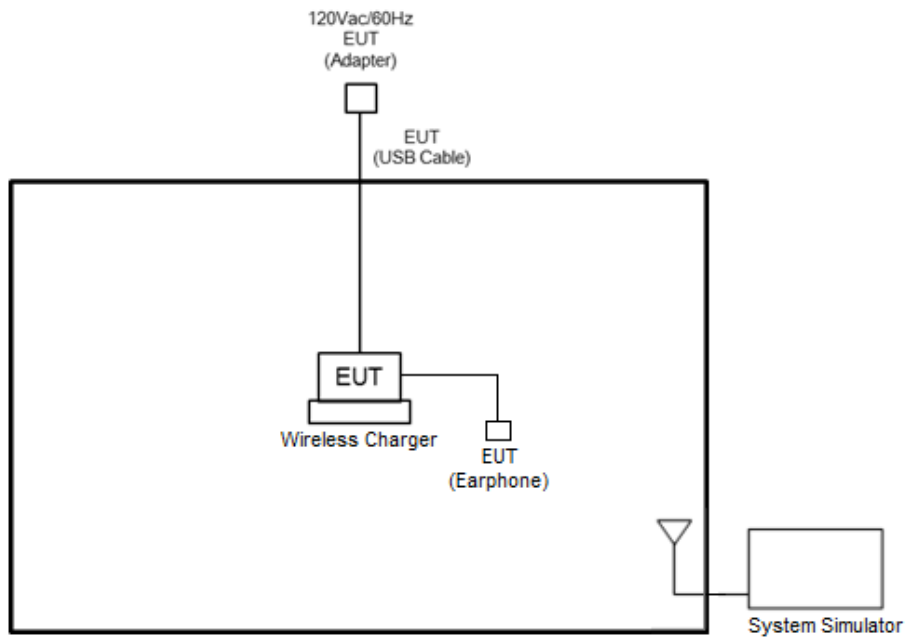 120Vac/60Hz
EUT
(Adapter)
EUT
(USB Cable)
EUT
Wireless Charger
EUT
(Earphone)
System Simulator